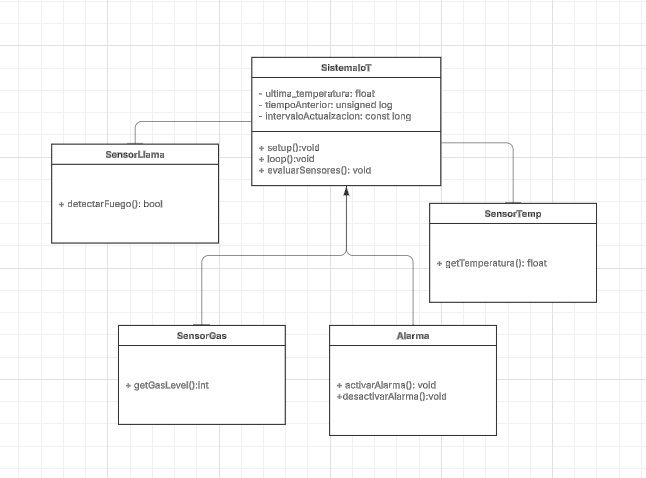 SistemaIoT
- ultima_temperatura: float
- tiempoAnterior: unsigned log
- intervaloActualzacion: const long
+ setup():void
+ loop():void
+ evaluarSensores(): void
SensorLlama
+ detectarFuego(): bool
SensorTemp
+ getTemperatura(): float
SensorGas
+ getGasLevel():int
Alarma
+ activarAlarma(): void
+desactivarAlarma():void